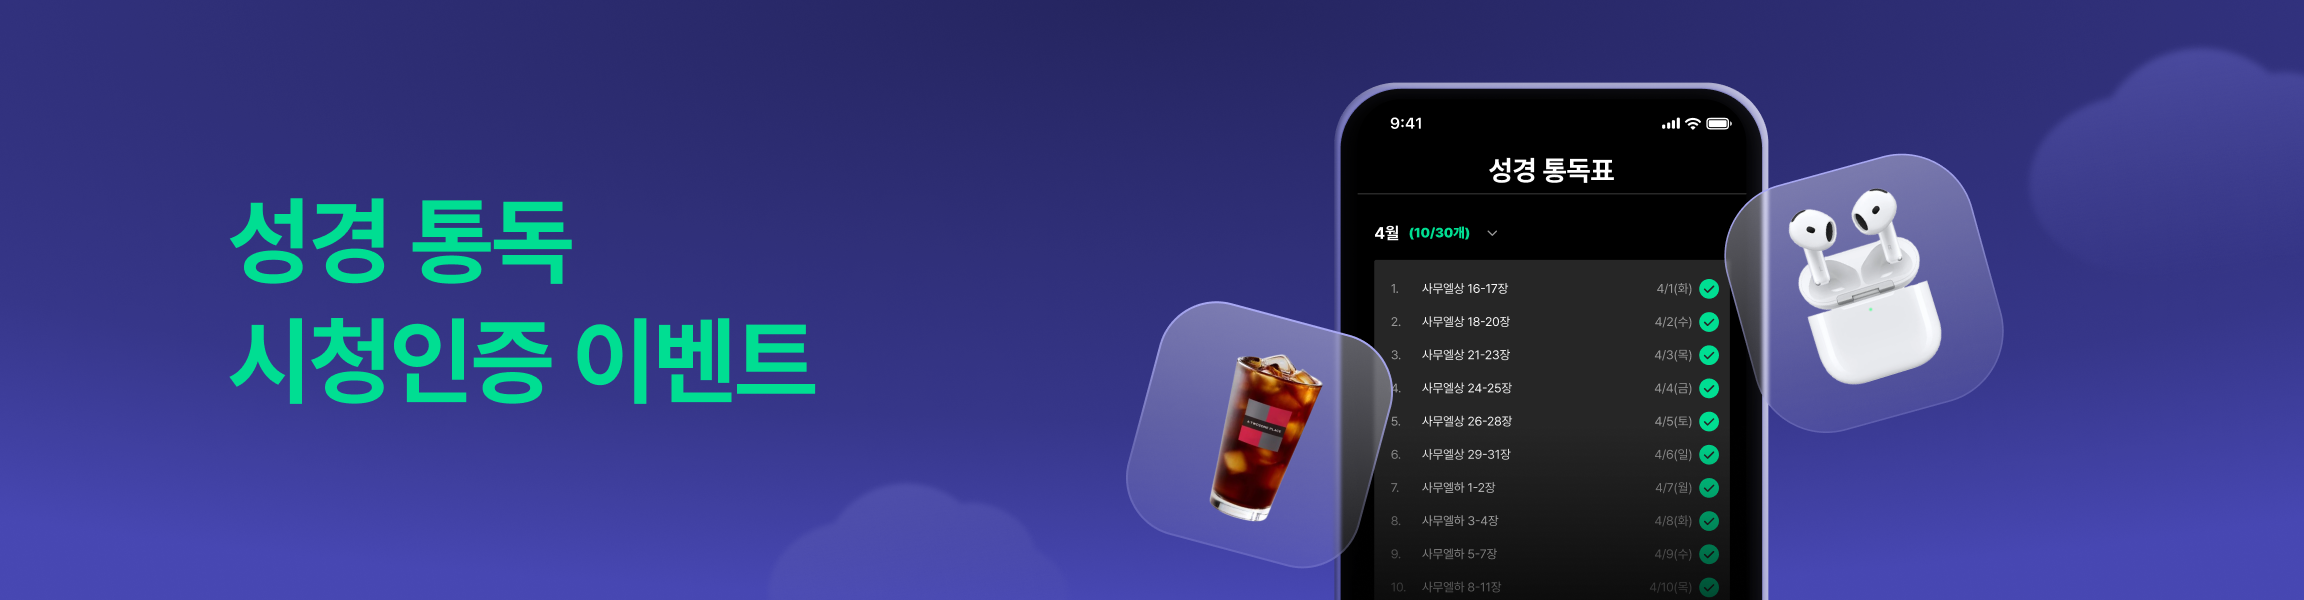 성경 통독
시청인증 이벤트
9:41
성경 통독표
4월 (10/30개)
1. 사무엘상 16-17장 4/1(화)
2. 사무엘상 18-20장 4/2(수)
3. 사무엘상 21-23장 4/3(목)
4. 사무엘상 24-25장 4/4(금)
5. 사무엘상 26-28장 4/5(토)
6. 사무엘상 29-31장 4/6(일)
7. 사무엘하 1-2장 4/7(월)
8. 사무엘하 3-4장 4/8(화)
9. 사무엘하 5-7장 4/9(수)
10. 사무엘하 8-11장 4/10(목)
A TWOSOME PLACE